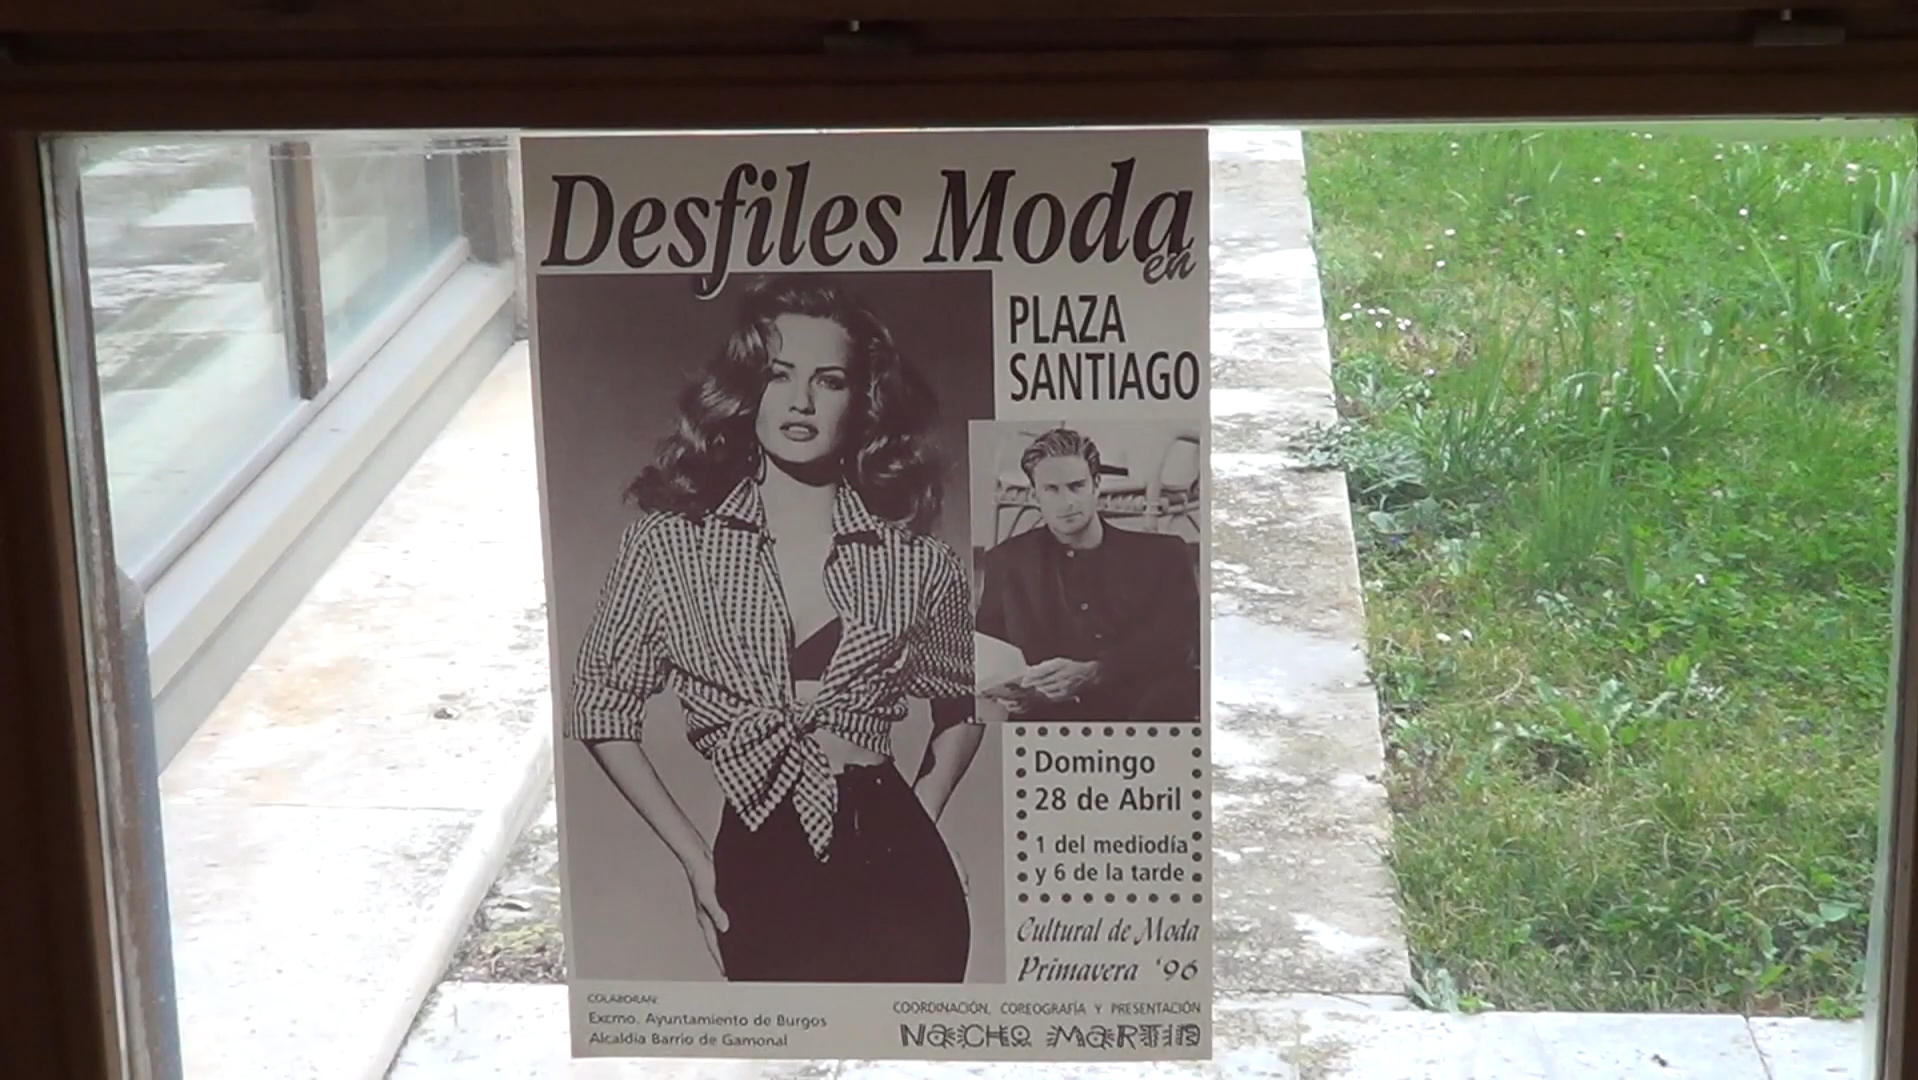 Desfiles Moda
en
PLAZA
SANTIAGO
Domingo
28 de Abril
1 del mediodía
y 6 de la tarde
Cultural de Moda
Primavera '96
COLABORAN:
Excmo. Ayuntamiento de Burgos
Alcaldía Barrio de Gamonal
COORDINACIÓN, COREOGRAFÍA Y PRESENTACIÓN
NACHO MARTIN